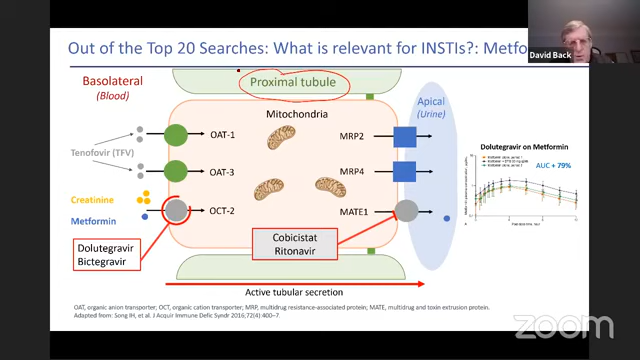 Out of the Top 20 Searches: What is relevant for INSTIs?: Metfo
David Back
Basolateral
(Blood)
Proximal tubule
Apical
(Urine)
Mitochondria
Tenofovir (TFV)
OAT-1
MRP2
OAT-3
MRP4
Creatinine
Metformin
OCT-2
MATE1
Dolutegravir
Bictegravir
Cobicistat
Ritonavir
Active tubular secretion
Dolutegravir on Metformin
AUC + 79%
OAT, organic anion transporter; OCT, organic cation transporter; MRP, multidrug resistance-associated protein; MATE, multidrug and toxin extrusion protein.
Adapted from: Song IH, et al. J Acquir Immune Defic Syndr 2016;72(4):400–7.
zoom